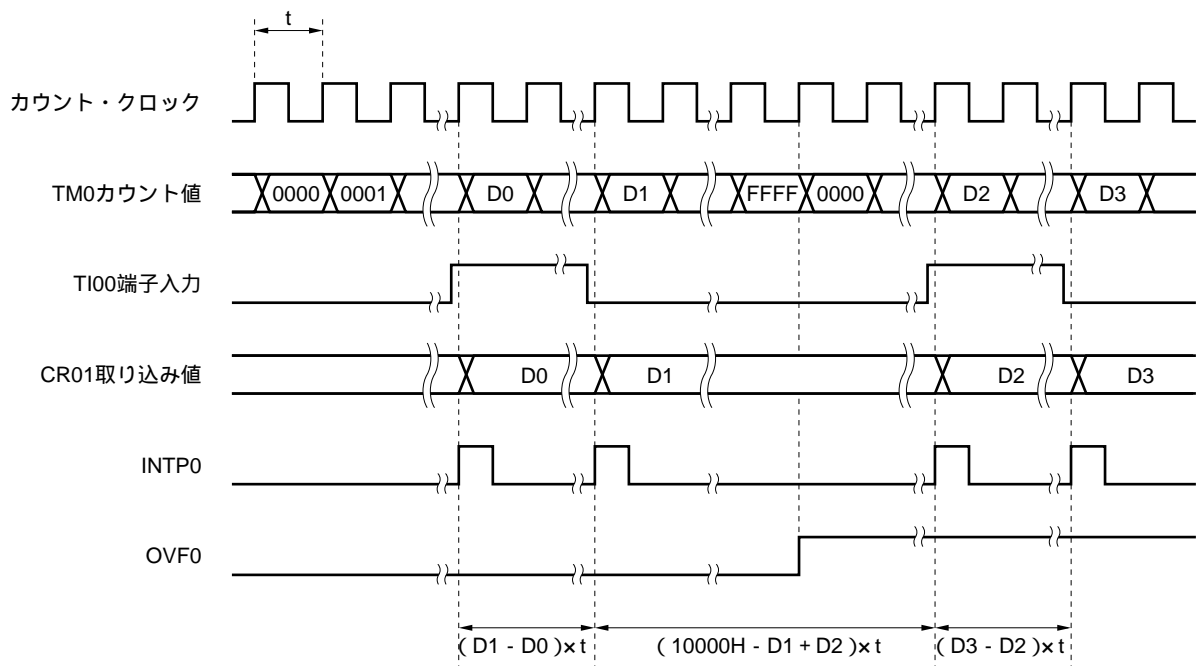 t
カウント・クロック
TM0カウント値 0000 0001 D0 D1 FFFF 0000 D2 D3
TI00端子入力
CR01取り込み値 D0 D1 D2 D3
INTP0
OVF0
( D1 - D0 )×t ( 10000H - D1 + D2 )×t ( D3 - D2 )×t